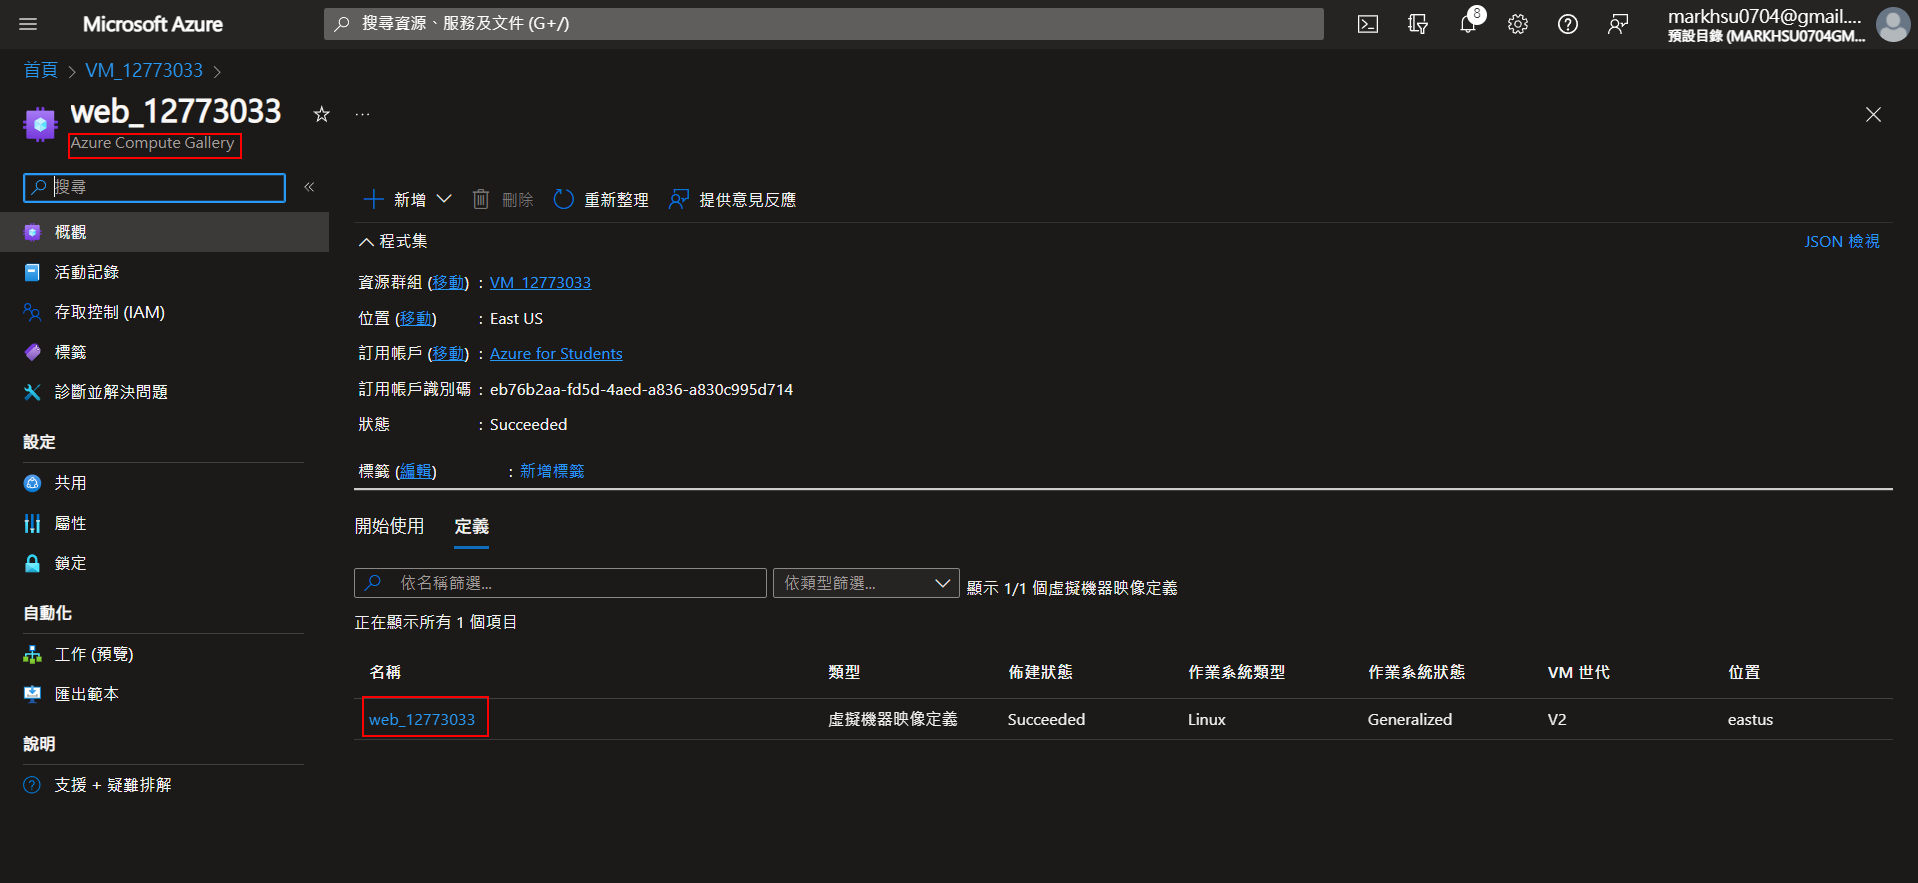 Microsoft Azure
搜尋資源、服務及文件 (G+/)
8
markhsu0704@gmail....
預設目錄 (MARKHSU0704GM...
首頁 > VM_12773033 >
web_12773033
Azure Compute Gallery
搜尋
概觀
活動記錄
存取控制 (IAM)
標籤
診斷並解決問題
設定
共用
屬性
鎖定
自動化
工作 (預覽)
匯出範本
說明
支援 + 疑難排解
新增 刪除 重新整理 提供意見反應
程式集 JSON 檢視
資源群組 (移動) : VM_12773033
位置 (移動) : East US
訂用帳戶 (移動) : Azure for Students
訂用帳戶識別碼 : eb76b2aa-fd5d-4aed-a836-a830c995d714
狀態 : Succeeded
標籤 (編輯) : 新增標籤
開始使用 定義
依名稱篩選... 依類型篩選... 顯示 1/1 個虛擬機器映像定義
正在顯示所有 1 個項目
名稱 類型 佈建狀態 作業系統類型 作業系統狀態 VM 世代 位置
web_12773033 虛擬機器映像定義 Succeeded Linux Generalized V2 eastus